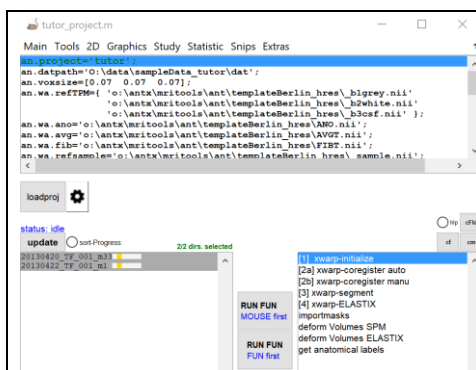 tutor_project.m
Main Tools 2D Graphics Study Statistic Snips Extras
an.project='tutor';
an.datpath='O:\data\sampleData_tutor\dat';
an.voxsize=[0.07 0.07 0.07];
an.wa.refTPM={ 'o:\antx\mritools\ant\templateBerlin_hres\_b1grey.nii'
'o:\antx\mritools\ant\templateBerlin_hres\_b2white.nii'
'o:\antx\mritools\ant\templateBerlin_hres\_b3csf.nii' };
an.wa.ano='o:\antx\mritools\ant\templateBerlin_hres\ANO.nii';
an.wa.avg='o:\antx\mritools\ant\templateBerlin_hres\AVGT.nii';
an.wa.fib='o:\antx\mritools\ant\templateBerlin_hres\FIBT.nii';
an.wa.refsample='o:\antx\mritools\ant\templateBerlin_hres\_sample.nii';
loadproj
status: idle
hlp
update
sort-Progress
2/2 dirs. selected
cf
20130420_TF_001_m33
20130422_TF_001_m1
[1] xwarp-initialize
[2a] xwarp-coregister auto
[2b] xwarp-coregister manu
[3] xwarp-segment
[4] xwarp-ELASTIX
importmasks
deform Volumes SPM
deform Volumes ELASTIX
get anatomical labels
RUN FUN
MOUSE first
RUN FUN
FUN first